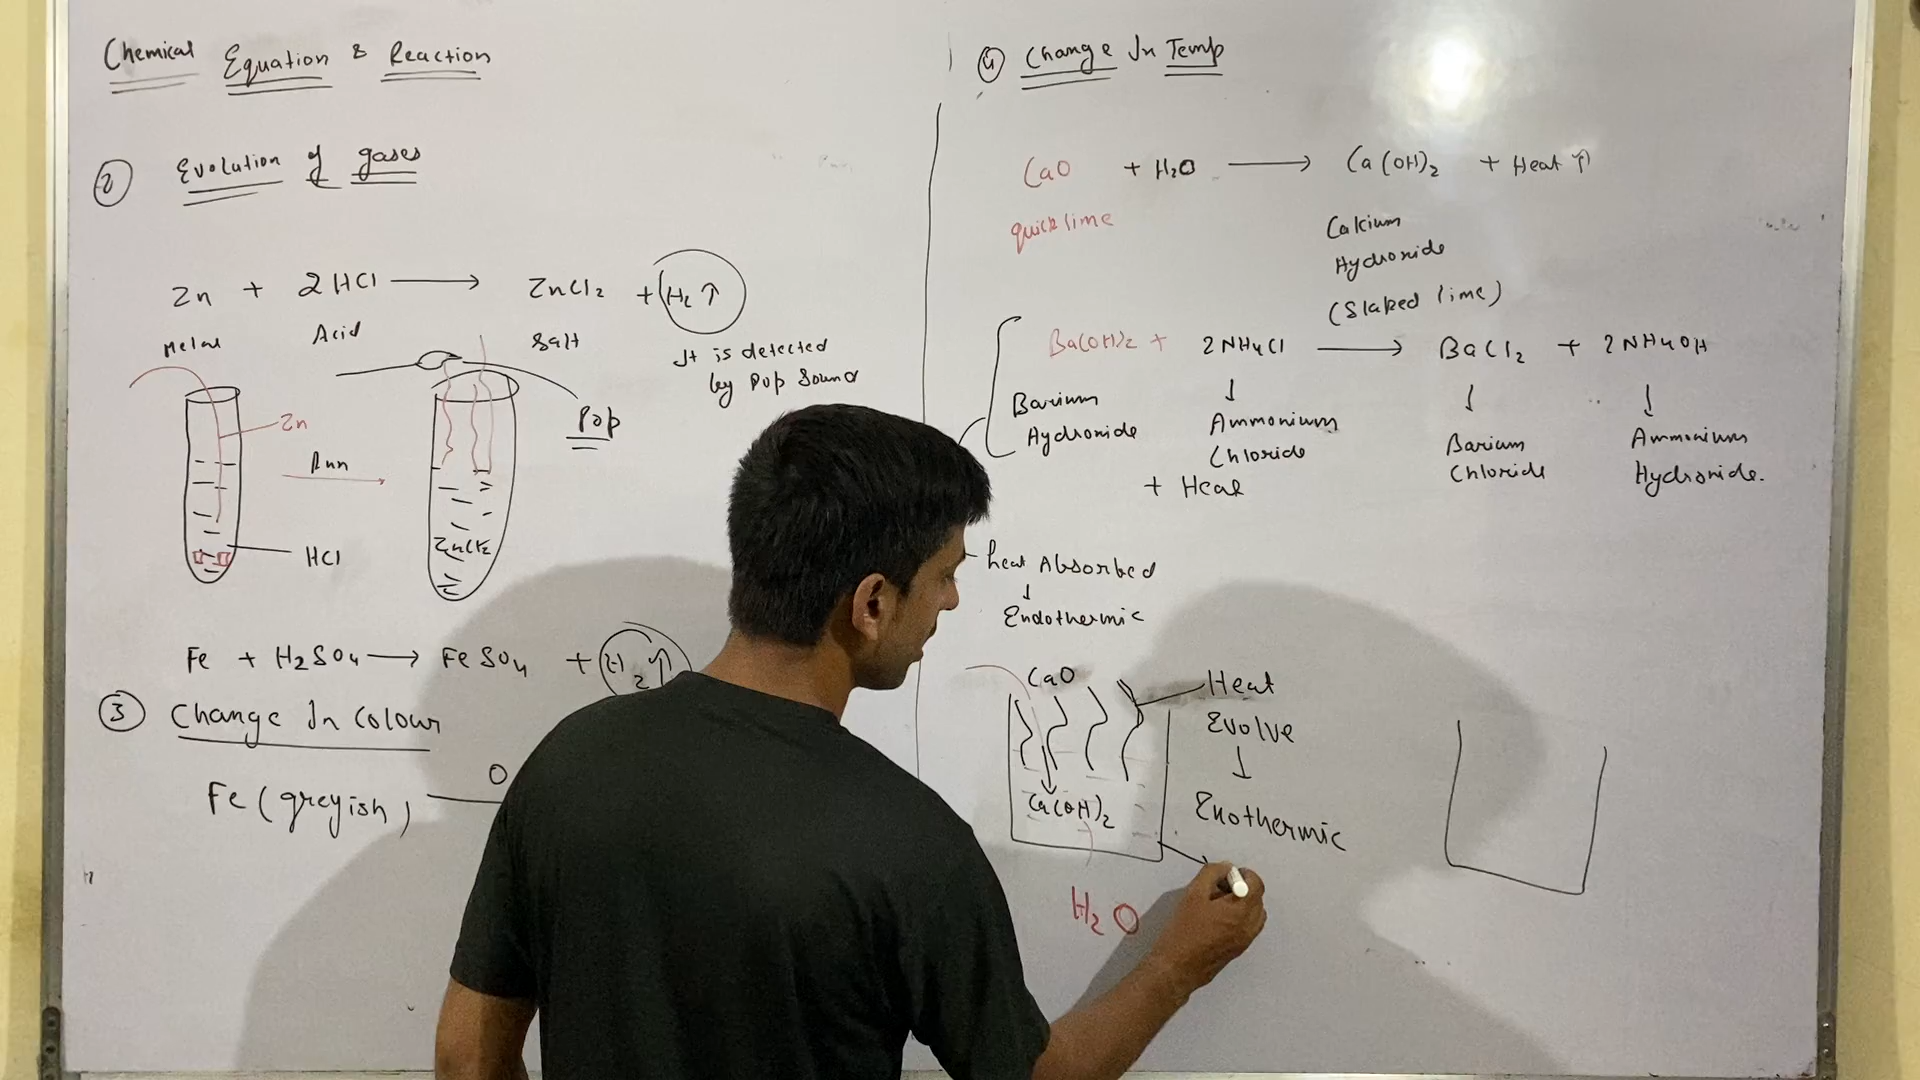 Chemical Equation & Reaction
② Evolution of gases
Zn + 2HCl ⟶ ZnCl2 + H2 ↑
Metal Acid Salt
It is detected
by Pop Sound
Zn
Pop
HCl
ZnCl2
Fe + H2SO4 ⟶ FeSO4 + H2 ↑
③ Change In Colour
Fe (greyish) O
④ Change In Temp
CaO + H2O ⟶ Ca(OH)2 + Heat ↑
quick lime
Calcium
Hydroxide
(Slaked lime)
Ba(OH)2 + 2NH4Cl ⟶ BaCl2 + 2NH4OH
Barium
Hydroxide
↓
Ammonium
Chloride
+ Heat
↓
Barium
Chloride
↓
Ammonium
Hydroxide.
heat Absorbed
↓
Endothermic
CaO
Ca(OH)2
H2O
Heat
Evolve
↓
Exothermic